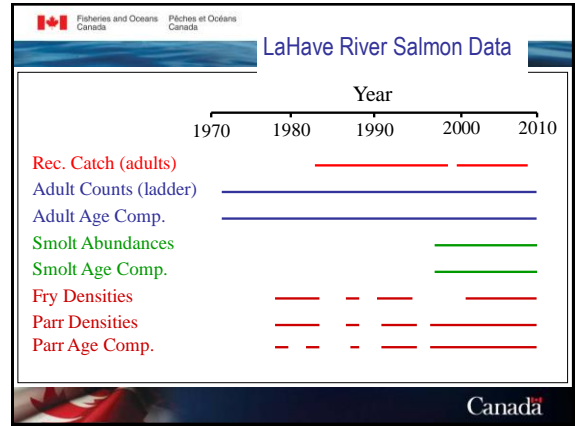 Fisheries and Oceans Pêches et Océans
Canada Canada
LaHave River Salmon Data
Year
1970 1980 1990 2000 2010
Rec. Catch (adults)
Adult Counts (ladder)
Adult Age Comp.
Smolt Abundances
Smolt Age Comp.
Fry Densities
Parr Densities
Parr Age Comp.
Canada